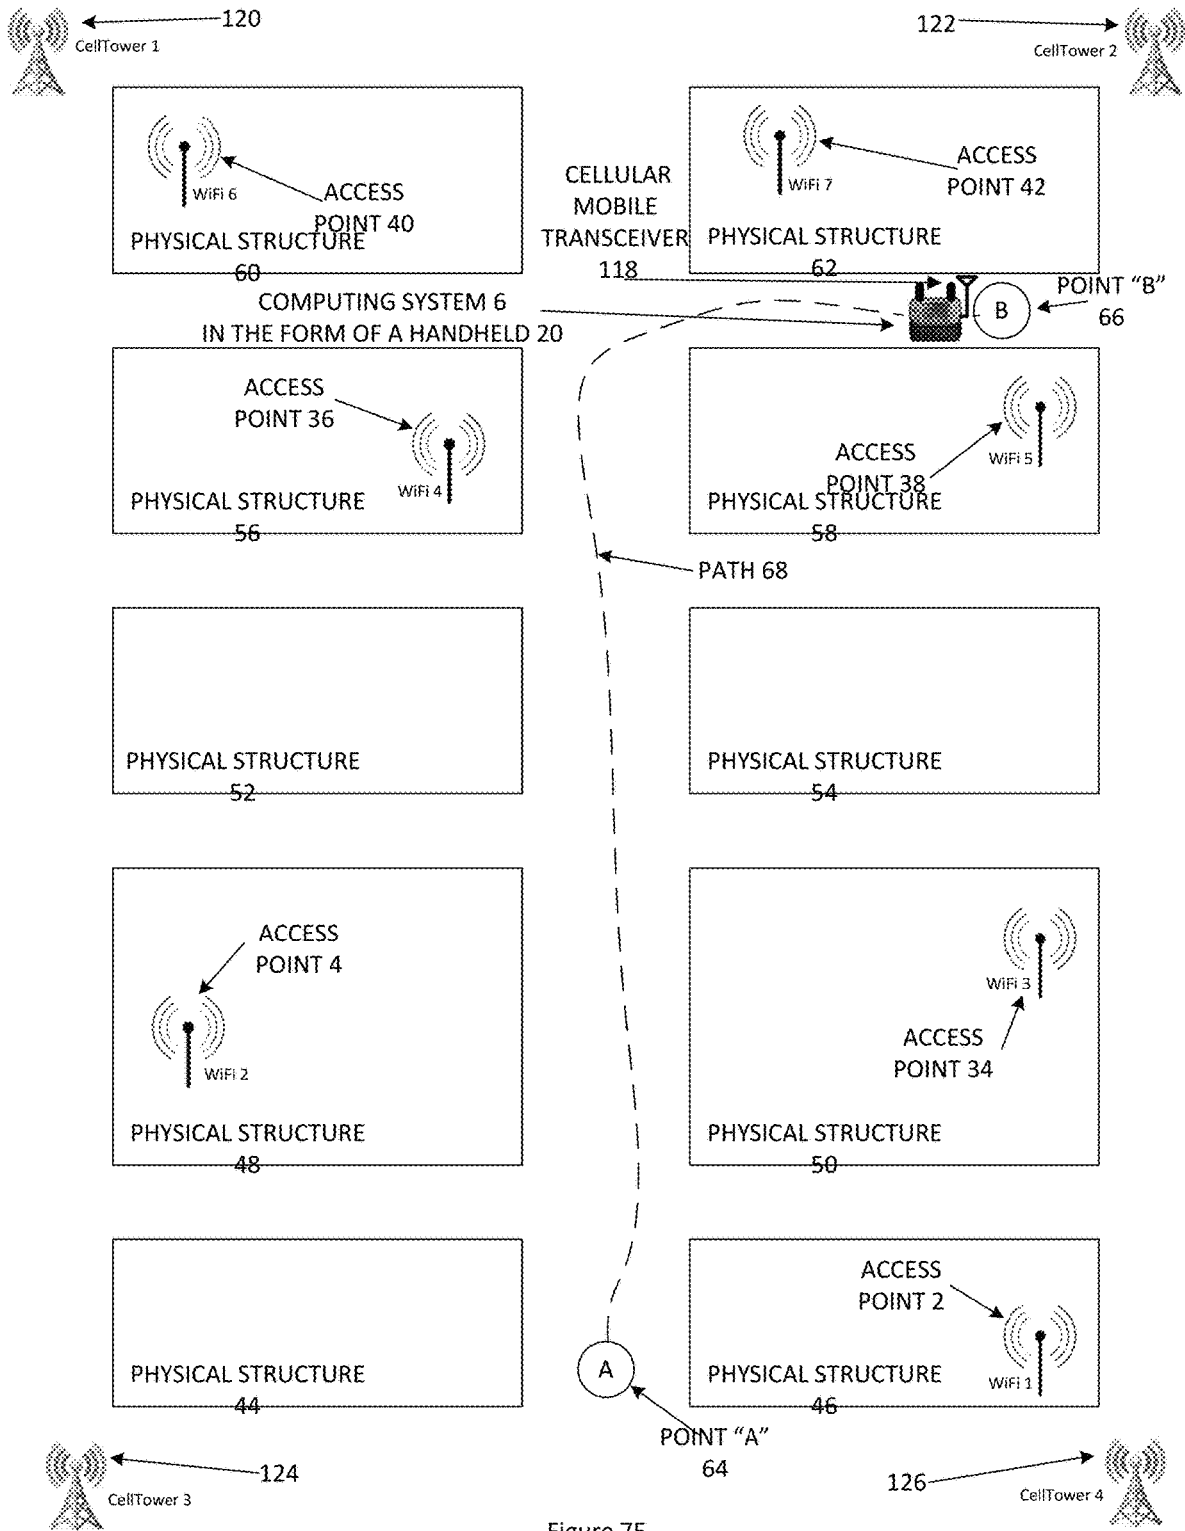 120
CellTower 1
122
CellTower 2
WiFi 6
ACCESS
POINT 40
PHYSICAL STRUCTURE
60
CELLULAR
MOBILE
TRANSCEIVER
118
WiFi 7
ACCESS
POINT 42
PHYSICAL STRUCTURE
62
COMPUTING SYSTEM 6
IN THE FORM OF A HANDHELD 20
B
POINT “B”
66
ACCESS
POINT 36
WiFi 4
PHYSICAL STRUCTURE
56
ACCESS
POINT 38
WiFi 5
PHYSICAL STRUCTURE
58
PATH 68
PHYSICAL STRUCTURE
52
PHYSICAL STRUCTURE
54
ACCESS
POINT 4
WiFi 2
PHYSICAL STRUCTURE
48
WiFi 3
ACCESS
POINT 34
PHYSICAL STRUCTURE
50
PHYSICAL STRUCTURE
44
A
POINT “A”
64
ACCESS
POINT 2
WiFi 1
PHYSICAL STRUCTURE
46
124
CellTower 3
126
CellTower 4
Figure 7E